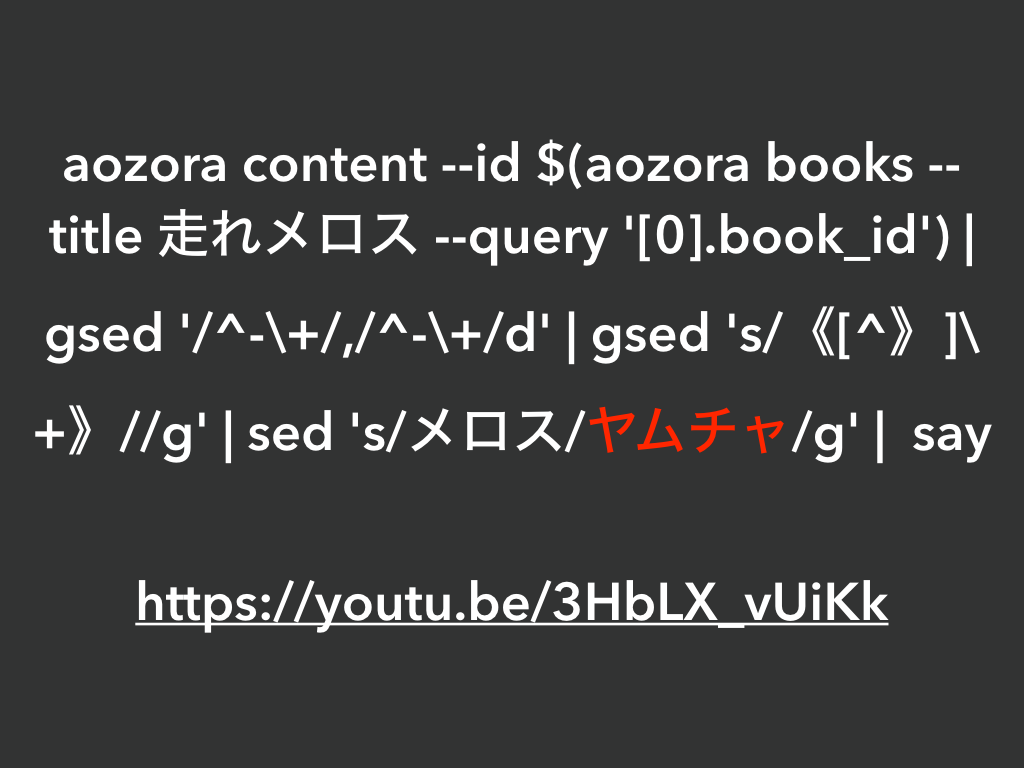 aozora content --id $(aozora books --
title 走れメロス --query '[0].book_id') |
gsed '/^-\+/,/^-\+/d' | gsed 's/《[^》]\
+》//g' | sed 's/メロス/ヤムチャ/g' | say
https://youtu.be/3HbLX_vUiKk